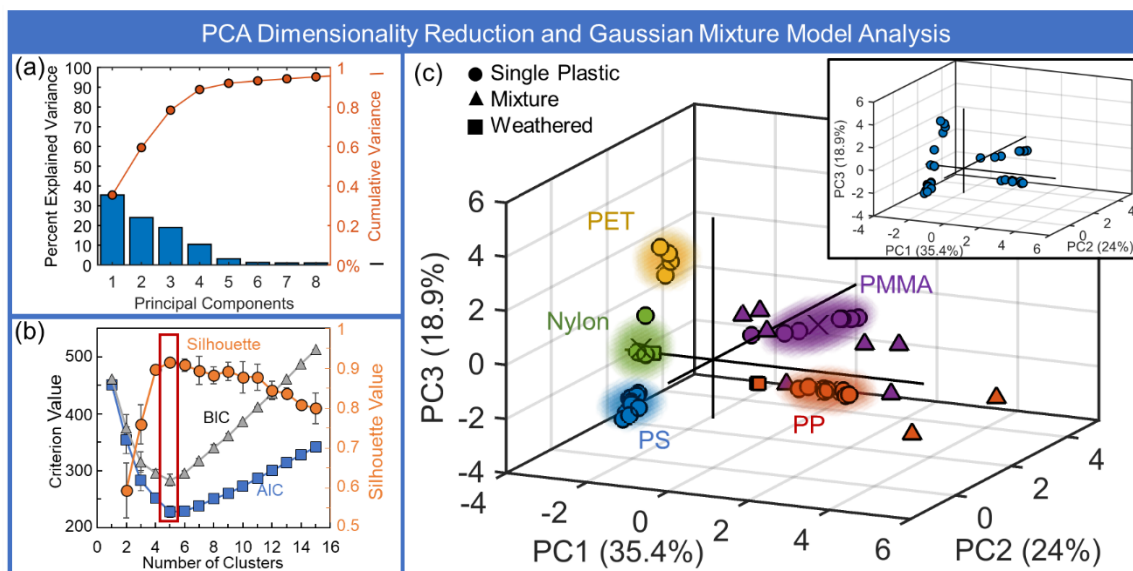 PCA Dimensionality Reduction and Gaussian Mixture Model Analysis
(a)
Percent Explained Variance
100
90
80
70
60
50
40
30
20
10
0
1 2 3 4 5 6 7 8
Principal Components
1
0.8
0.6
0.4
0.2
0%
Cumulative Variance
(b)
Criterion Value
500
400
300
200
Silhouette
BIC
AIC
0 2 4 6 8 10 12 14 16
Number of Clusters
1
0.9
0.8
0.7
0.6
0.5
Silhouette Value
(c)
Single Plastic
Mixture
Weathered
PC3 (18.9%)
6
4
2
0
-2
-4
PET
Nylon
PS
PMMA
PP
-4
-2
0
2
4
6
PC1 (35.4%)
-4
-2
0
2
4
PC2 (24%)
PC3 (18.9%)
6
4
2
0
-2
-4
-2
0
2
4
6
PC1 (35.4%)
-2
0
2
4
PC2 (24%)